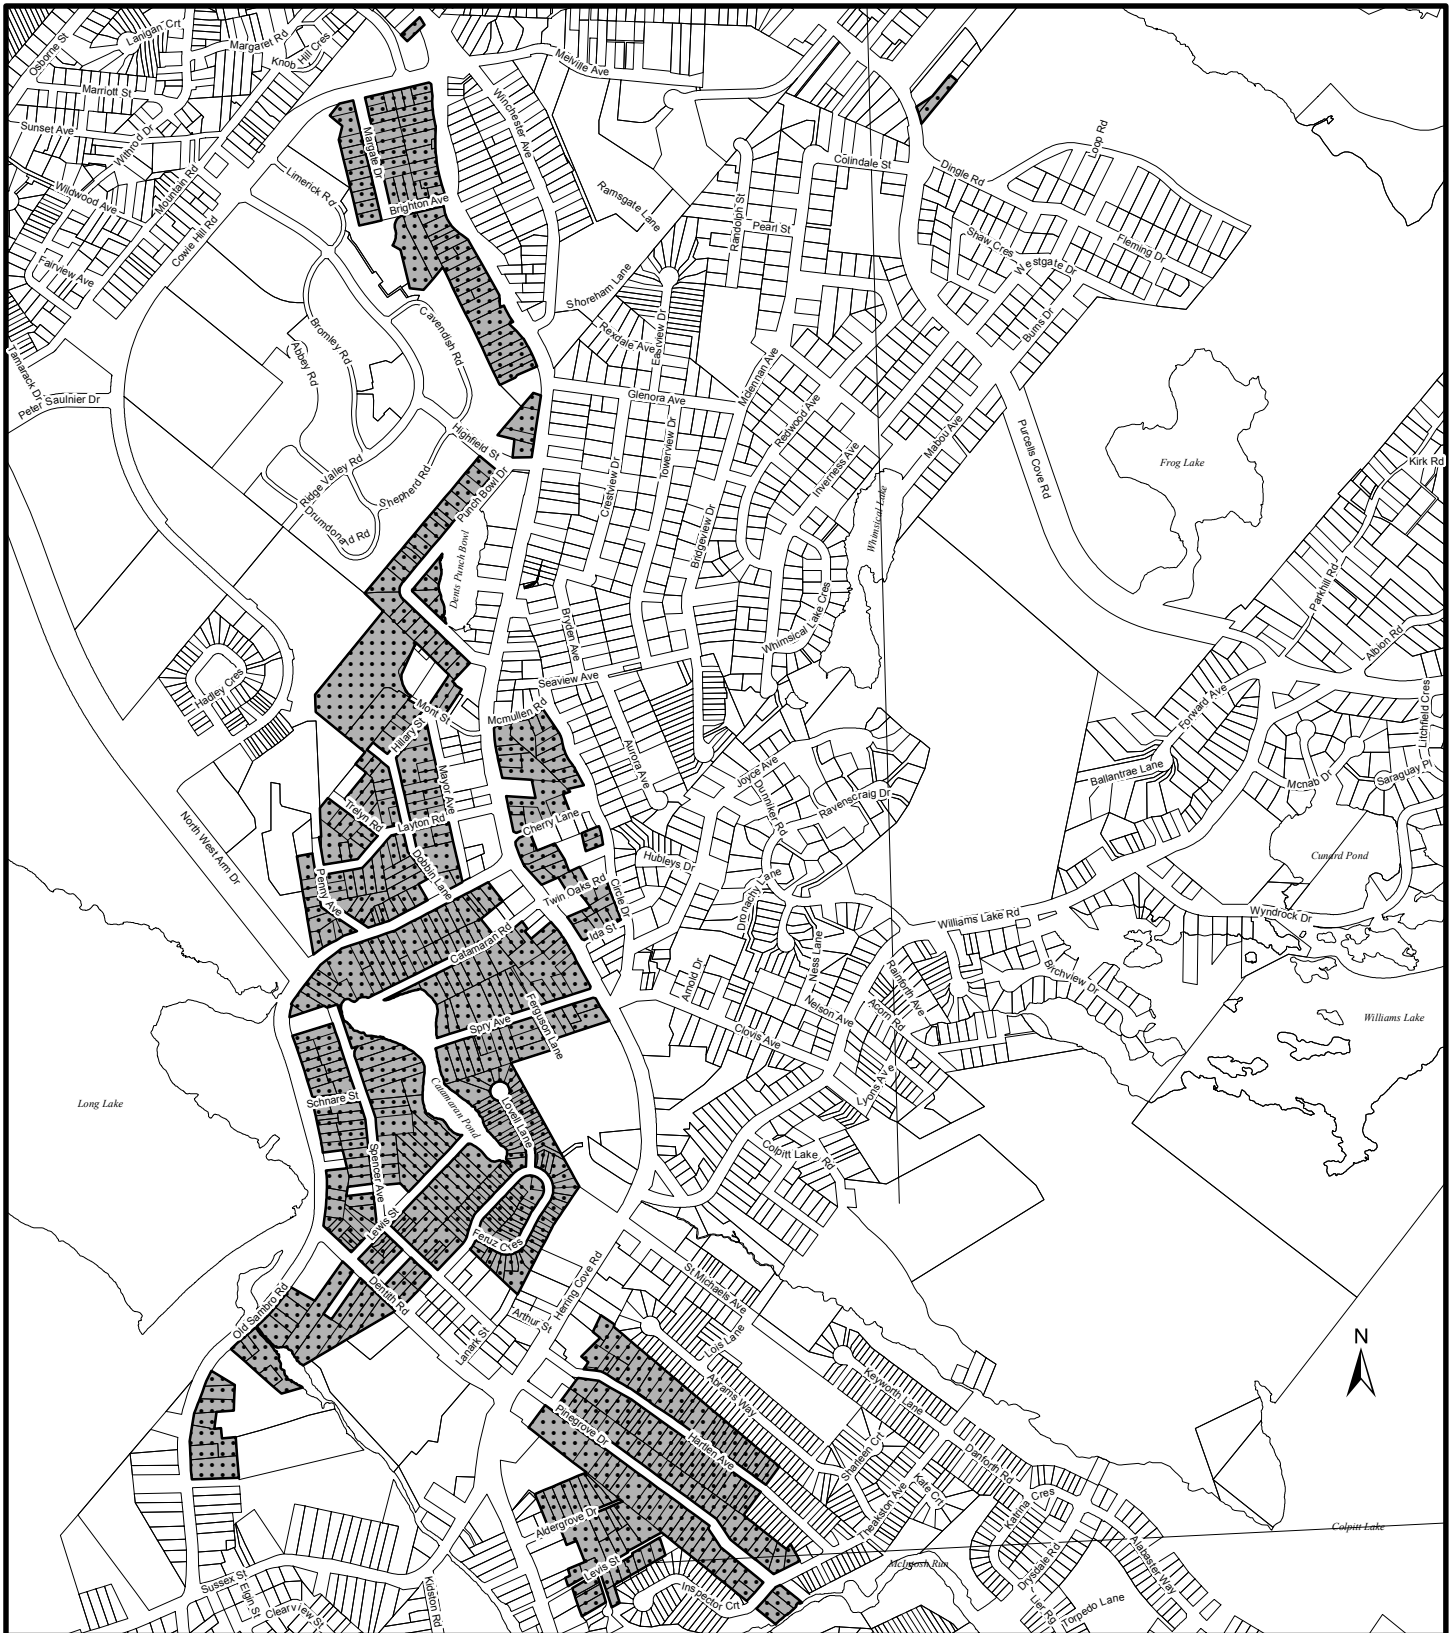 Lanigan Crt
Osborne St
Margaret Rd
Knob Hill Cres
Melville Ave
Marriott St
Winchester Ave
Sunset Ave
Withrod Dr
Margate Dr
Loop Rd
Colindale St
Dingle Rd
Limerick Rd
Mountain Rd
Wildwood Ave
Brighton Ave
Ramsgate Lane
Randolph St
Pearl St
Cowie Hill Rd
Shaw Cres
Fleming Dr
Westgate Dr
Fairview Ave
Shoreham Lane
Cavendish Rd
Rexdale Ave
Eastview Dr
Burns Dr
Bromley Rd
Abbey Rd
Tamarack Dr
Mclennan Ave
Peter Saulnier Dr
Glenora Ave
Redwood Ave
Highfield St
Towerview Dr
Mabou Ave
Purcells Cove Rd
Frog Lake
Kirk Rd
Inverness Ave
Ridge Valley Rd
Shepherd Rd
Punch Bowl Dr
Crestview Dr
Drumdonald Rd
Whimsical Lake
Bridgeview Dr
Dents Punch Bowl
Parkhill Rd
Bryden Ave
Whimsical Lake Cres
Albion Rd
Hadley Cres
Seaview Ave
Mont St
Mcmullen Rd
Forward Ave
Litchfield Cres
Hillary St
Aurora Ave
Joyce Ave
Ballantrae Lane
Mcnab Dr
Saraguay Pl
Mayor Ave
Dunniker Rd
Ravenscraig Dr
Trelyn Rd
Layton Rd
Cherry Lane
North West Arm Dr
Dobbin Lane
Hubleys Dr
Cunard Pond
Penny Ave
Twin Oaks Rd
Circle Dr
Dronachy Lane
Williams Lake Rd
Wyndrock Dr
Ida St
Catamaran Rd
Ness Lane
Arnold Dr
Rainforth Ave
Birchview Dr
Ferguson Lane
Nelson Ave
Acorn Rd
Williams Lake
Spry Ave
Clovis Ave
Long Lake
Schnare St
Catamaran Pond
Lovell Lane
Lyons Ave
Colpitt Lake Rd
Spencer Ave
Lewis St
Feruz Cres
Herring Cove Rd
St Michaels Ave
Dentith Rd
Old Sambro Rd
Arthur St
Lanark St
Lois Lane
N
Keyworth Lane
Abrams Way
Pinegrove Dr
Hartlen Ave
Sharleen Crt
Danforth Rd
Kate Crt
Theakston Ave
Katrina Cres
Aldergrove Dr
Colpitt Lake
McIntosh Run
Levis St
Drysdale Rd
Alabaster Way
Sussex St
Elgin St
Clearview St
Kidston Rd
Inspector Crt
Lier Rg
Torpedo Lane